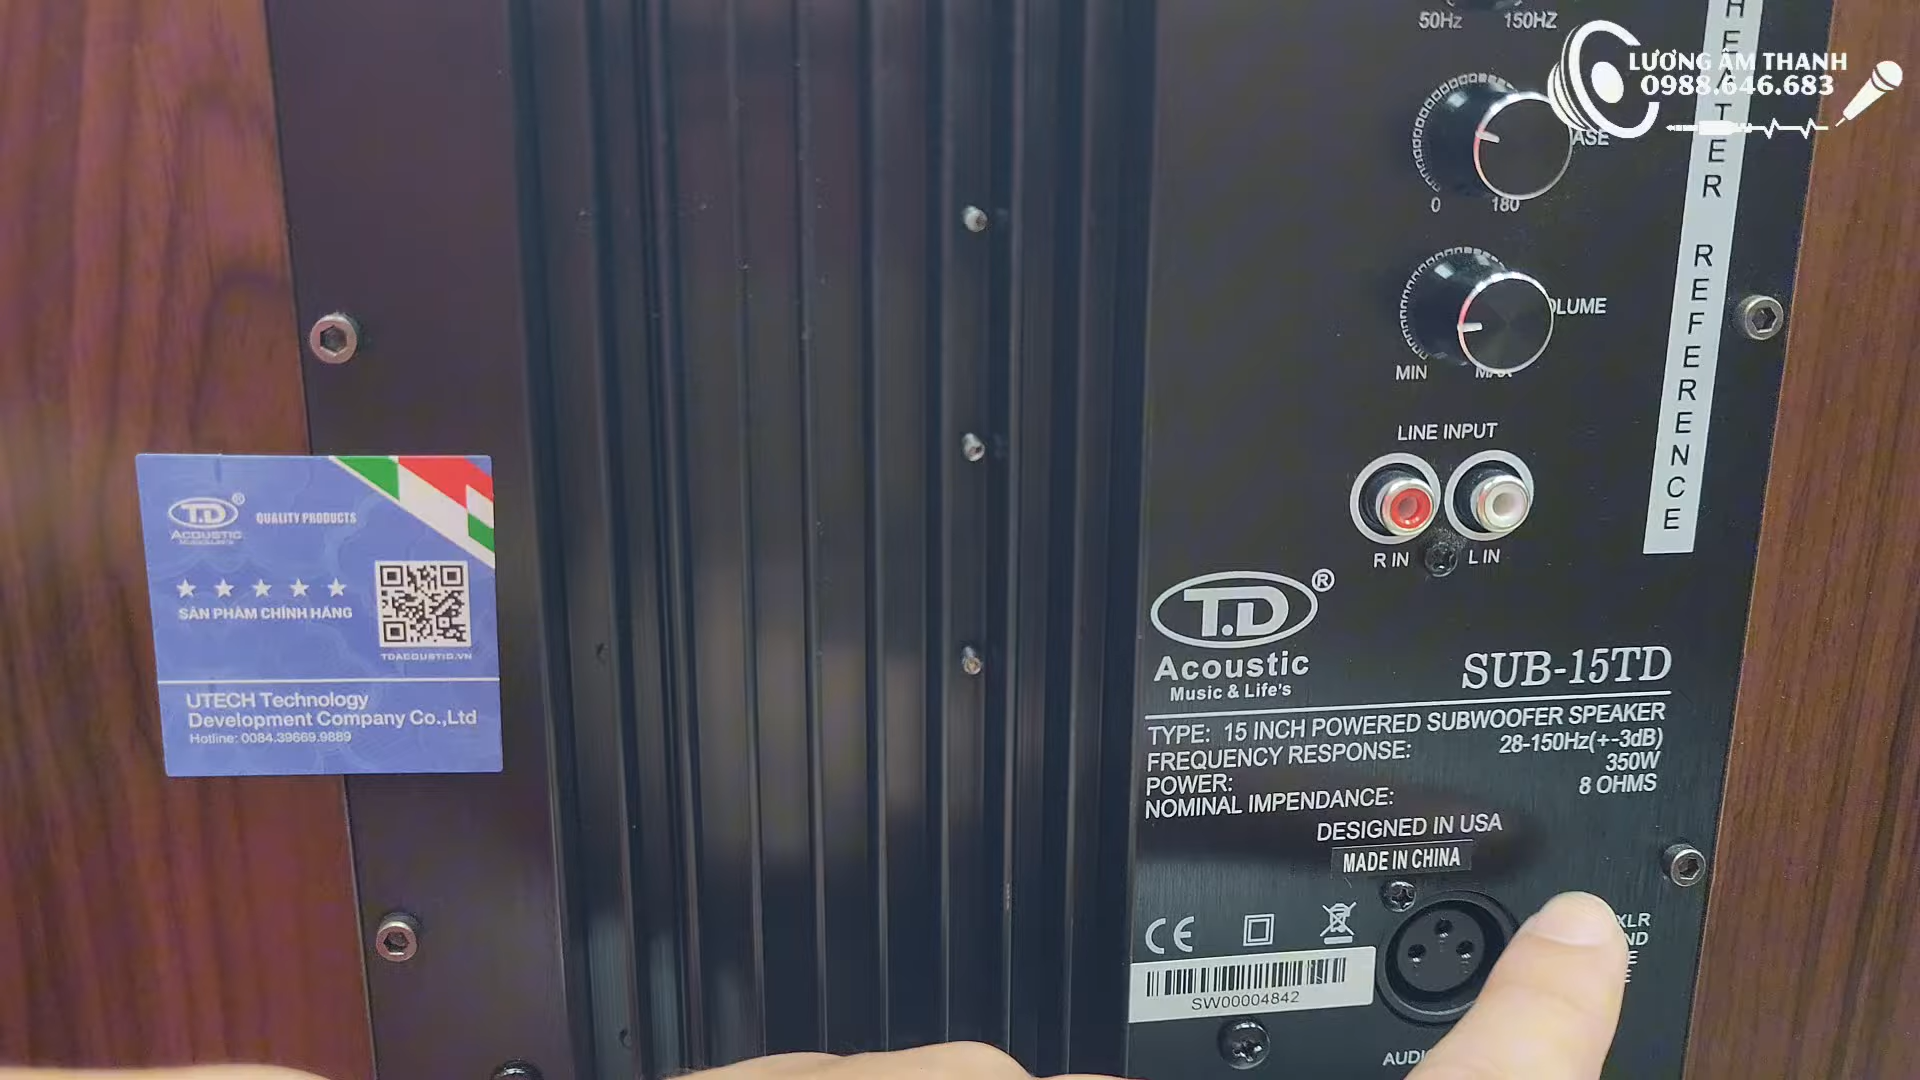 50Hz 150HZ
LƯƠNG ÂM THANH
0988.646.683
0 180
MIN
LINE INPUT
R IN L IN
THEATER REFERENCE
T.D ®
Acoustic
Music & Life's
SUB-15TD
TYPE: 15 INCH POWERED SUBWOOFER SPEAKER
FREQUENCY RESPONSE: 28-150Hz(+-3dB)
POWER: 350W
NOMINAL IMPENDANCE: 8 OHMS
DESIGNED IN USA
MADE IN CHINA
CE
XLR
SW00004842
T.D ®
ACOUSTIC
QUALITY PRODUCTS
SẢN PHẨM CHÍNH HÃNG
TDACOUSTIC.VN
UTECH Technology
Development Company Co.,Ltd
Hotline: 0084.39669.9889